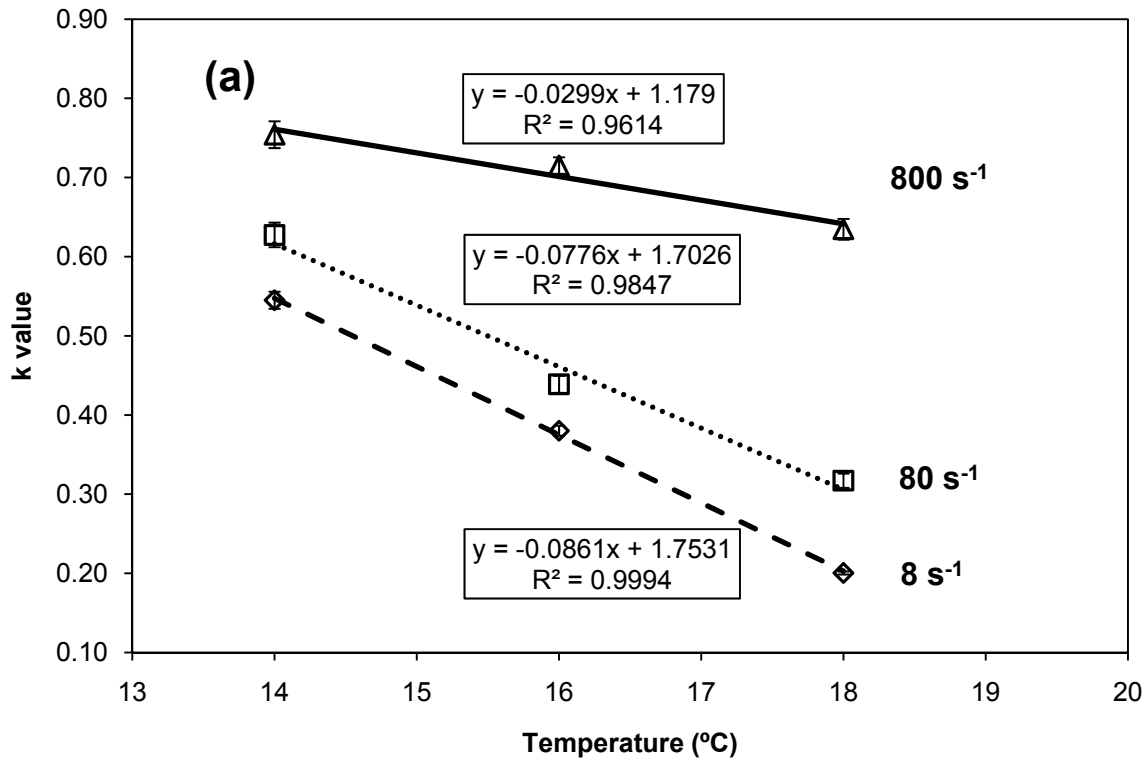 0.90
0.80
0.70
0.60
0.50
0.40
0.30
0.20
0.10
k value
(a)
y = -0.0299x + 1.179
R² = 0.9614
800 s⁻¹
y = -0.0776x + 1.7026
R² = 0.9847
80 s⁻¹
y = -0.0861x + 1.7531
R² = 0.9994
8 s⁻¹
13 14 15 16 17 18 19 20
Temperature (ºC)